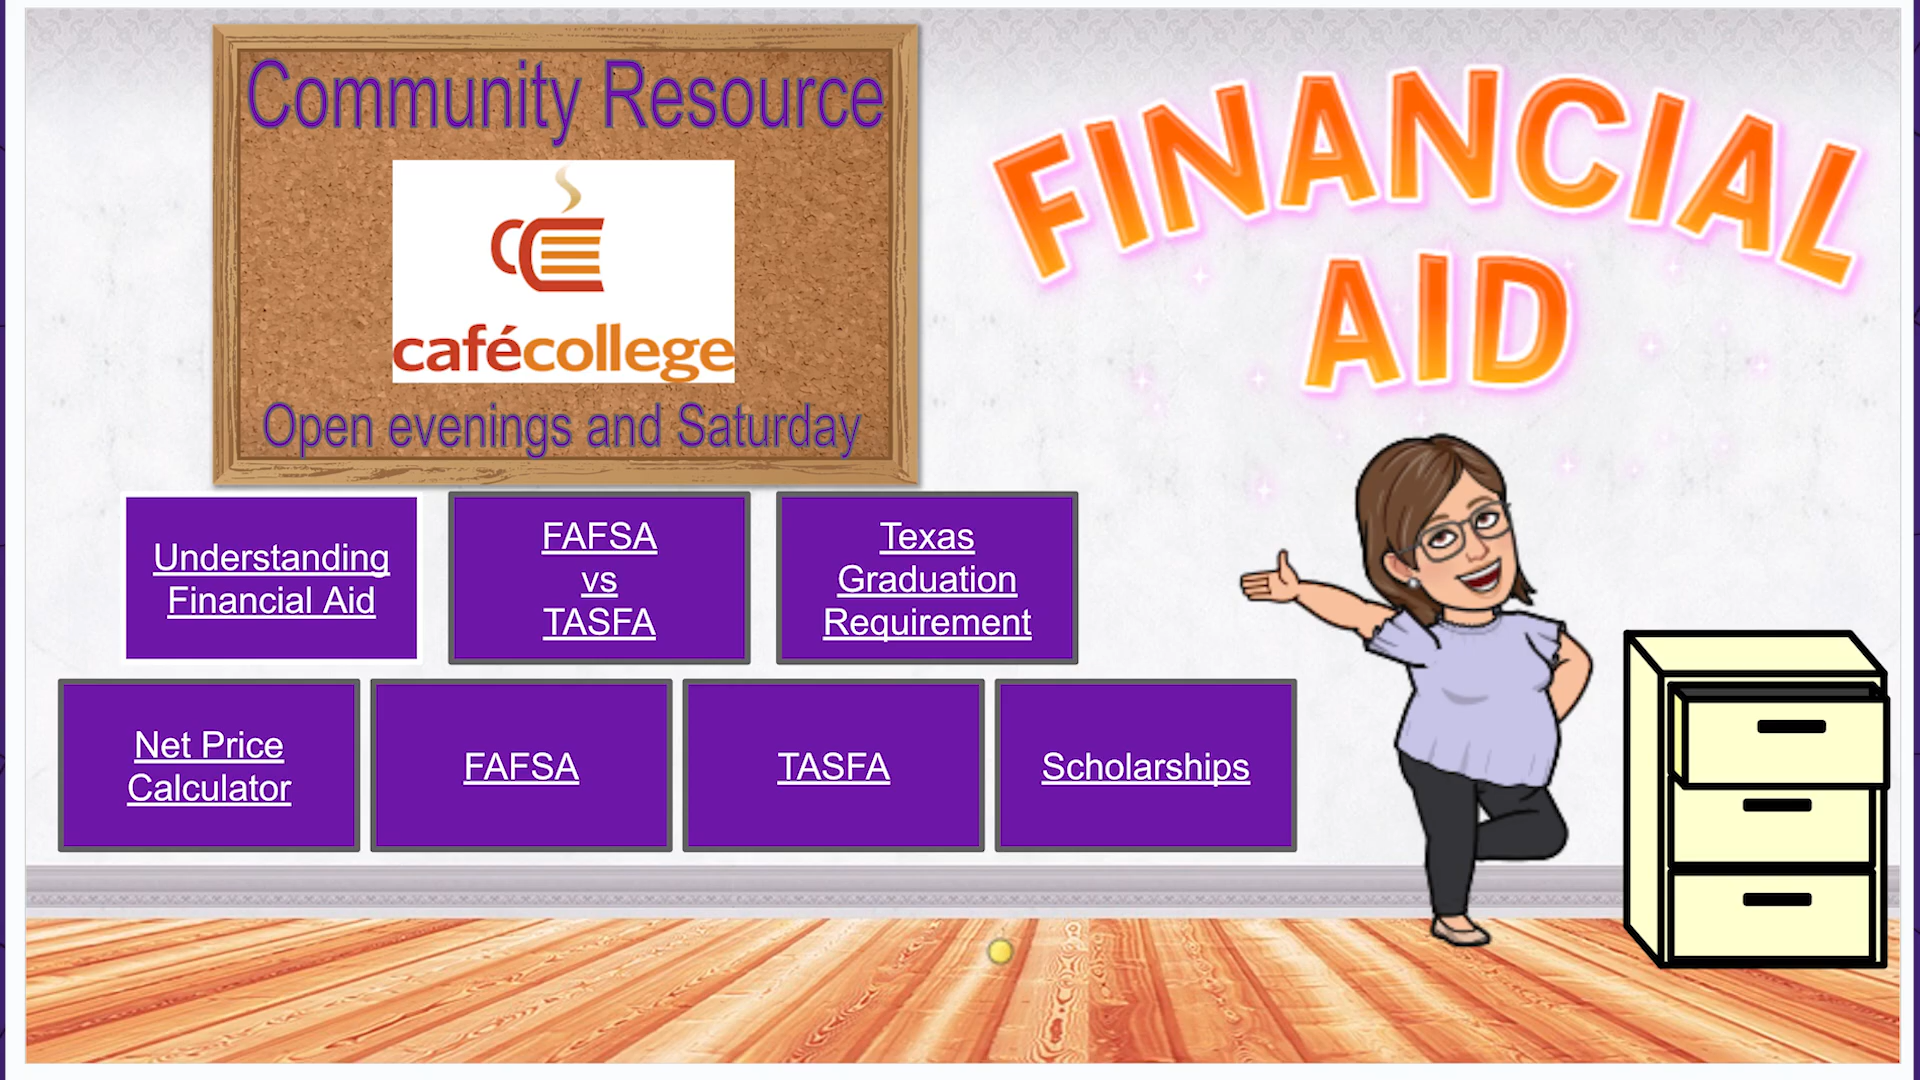 Community Resource
cafécollege
Open evenings and Saturday
FINANCIAL
AID
Understanding
Financial Aid
FAFSA
vs
TASFA
Texas
Graduation
Requirement
Net Price
Calculator
FAFSA
TASFA
Scholarships